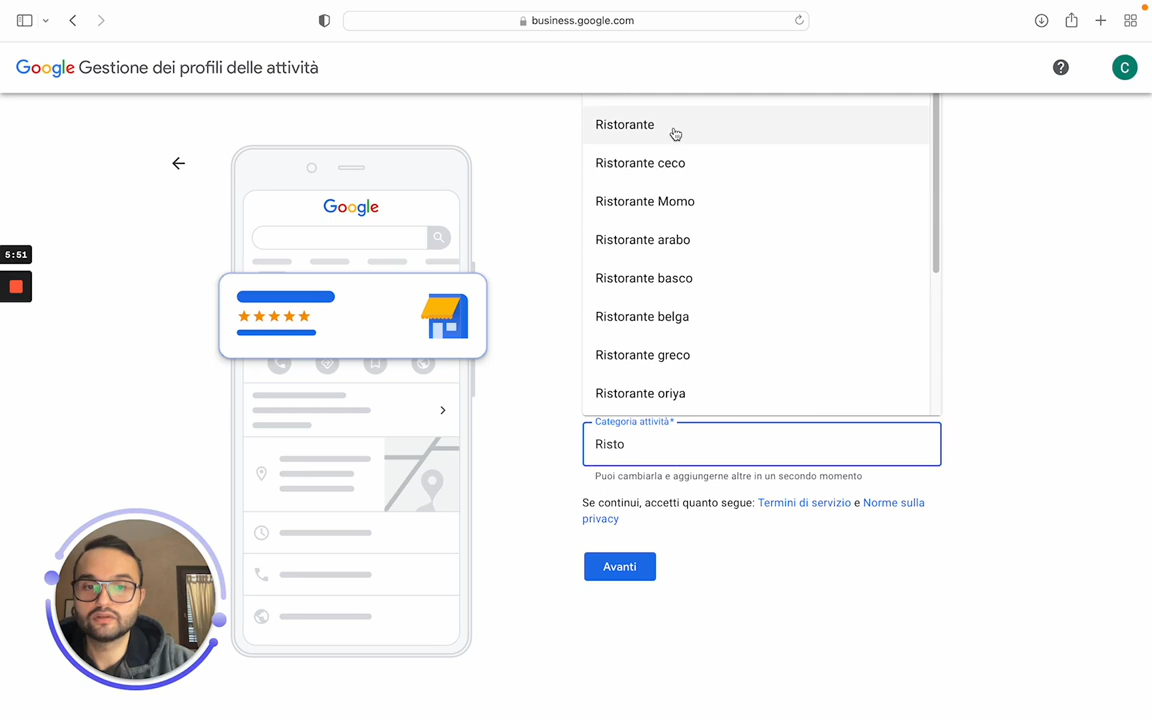 business.google.com
Google Gestione dei profili delle attività
?
C
Ristorante
Ristorante ceco
Ristorante Momo
Ristorante arabo
Ristorante basco
Ristorante belga
Ristorante greco
Ristorante oriya
Google
5:51
Categoria attività*
Risto
Puoi cambiarla e aggiungerne altre in un secondo momento
Se continui, accetti quanto segue: Termini di servizio e Norme sulla
privacy
Avanti